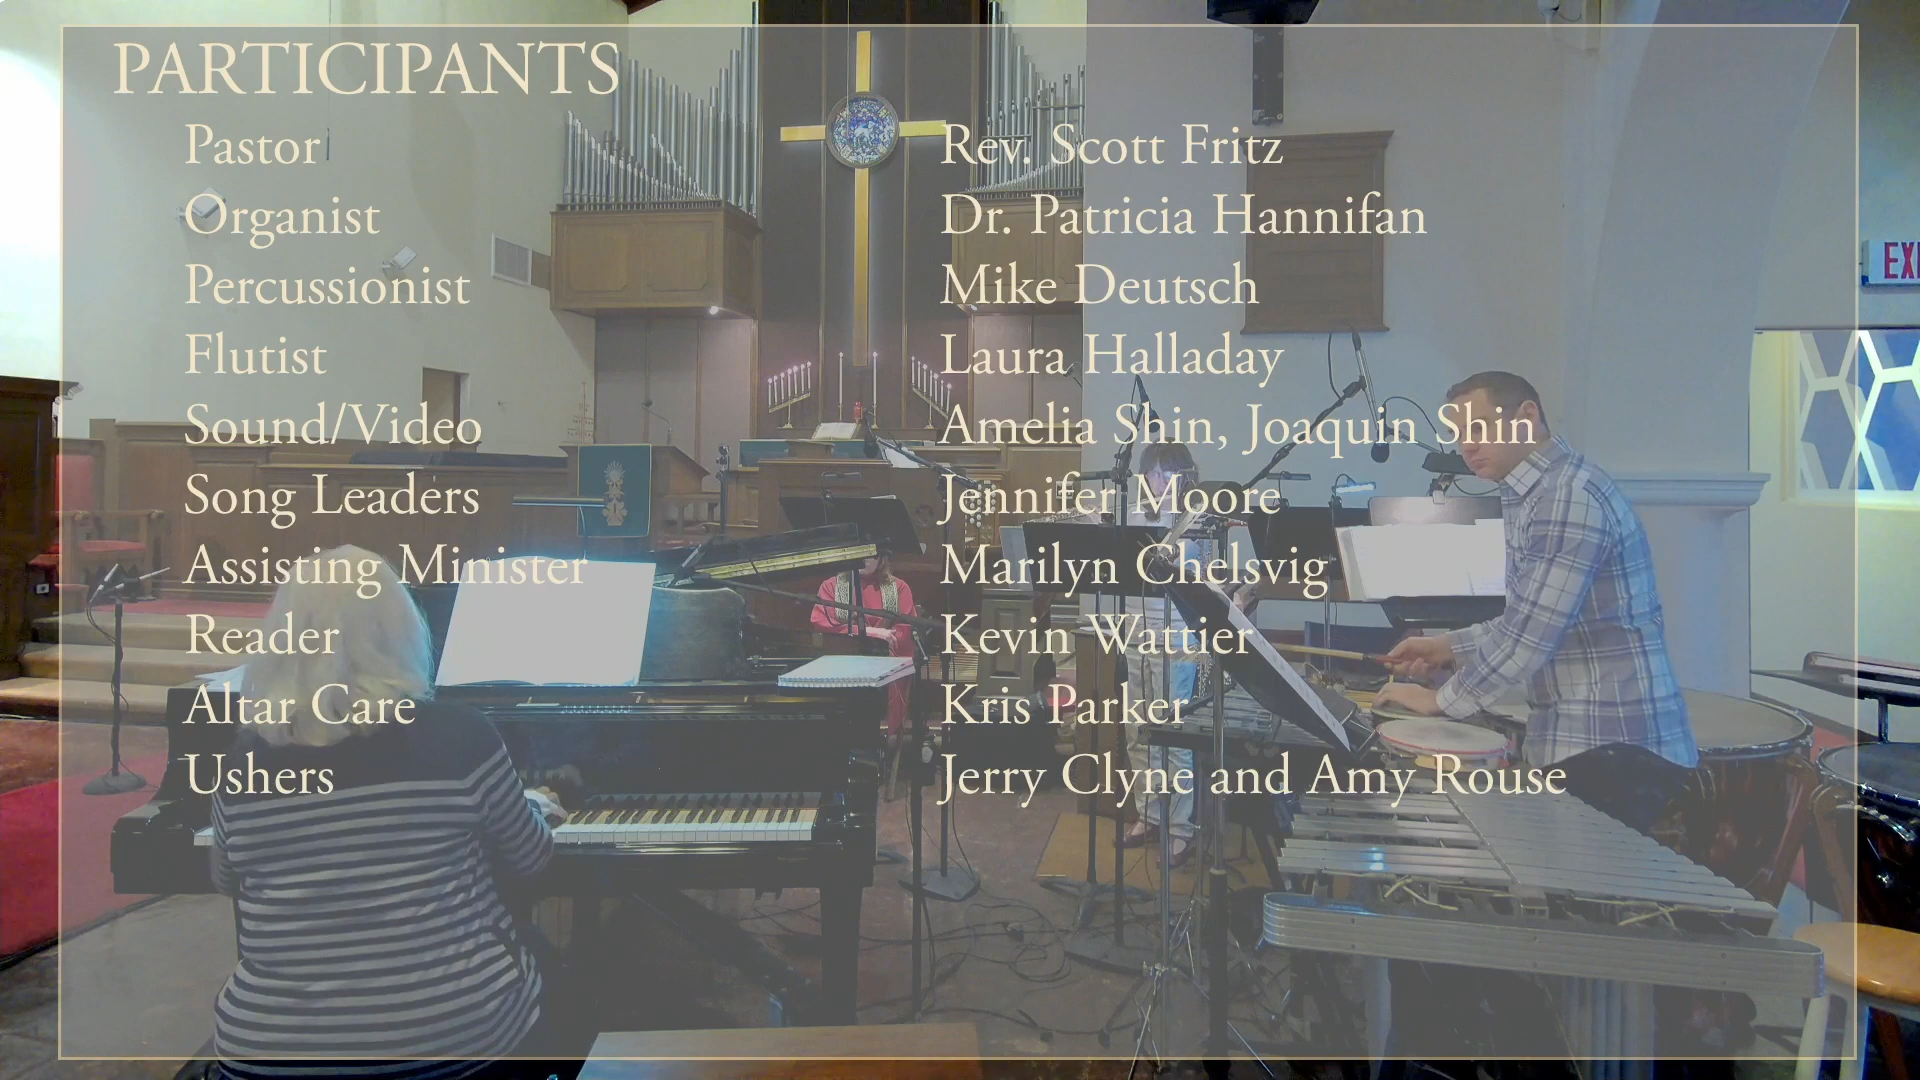 PARTICIPANTS
Pastor Rev. Scott Fritz
Organist Dr. Patricia Hannifan
Percussionist Mike Deutsch
Flutist Laura Halladay
Sound/Video Amelia Shin, Joaquin Shin
Song Leaders Jennifer Moore
Assisting Minister Marilyn Chelsvig
Reader Kevin Wattier
Altar Care Kris Parker
Ushers Jerry Clyne and Amy Rouse